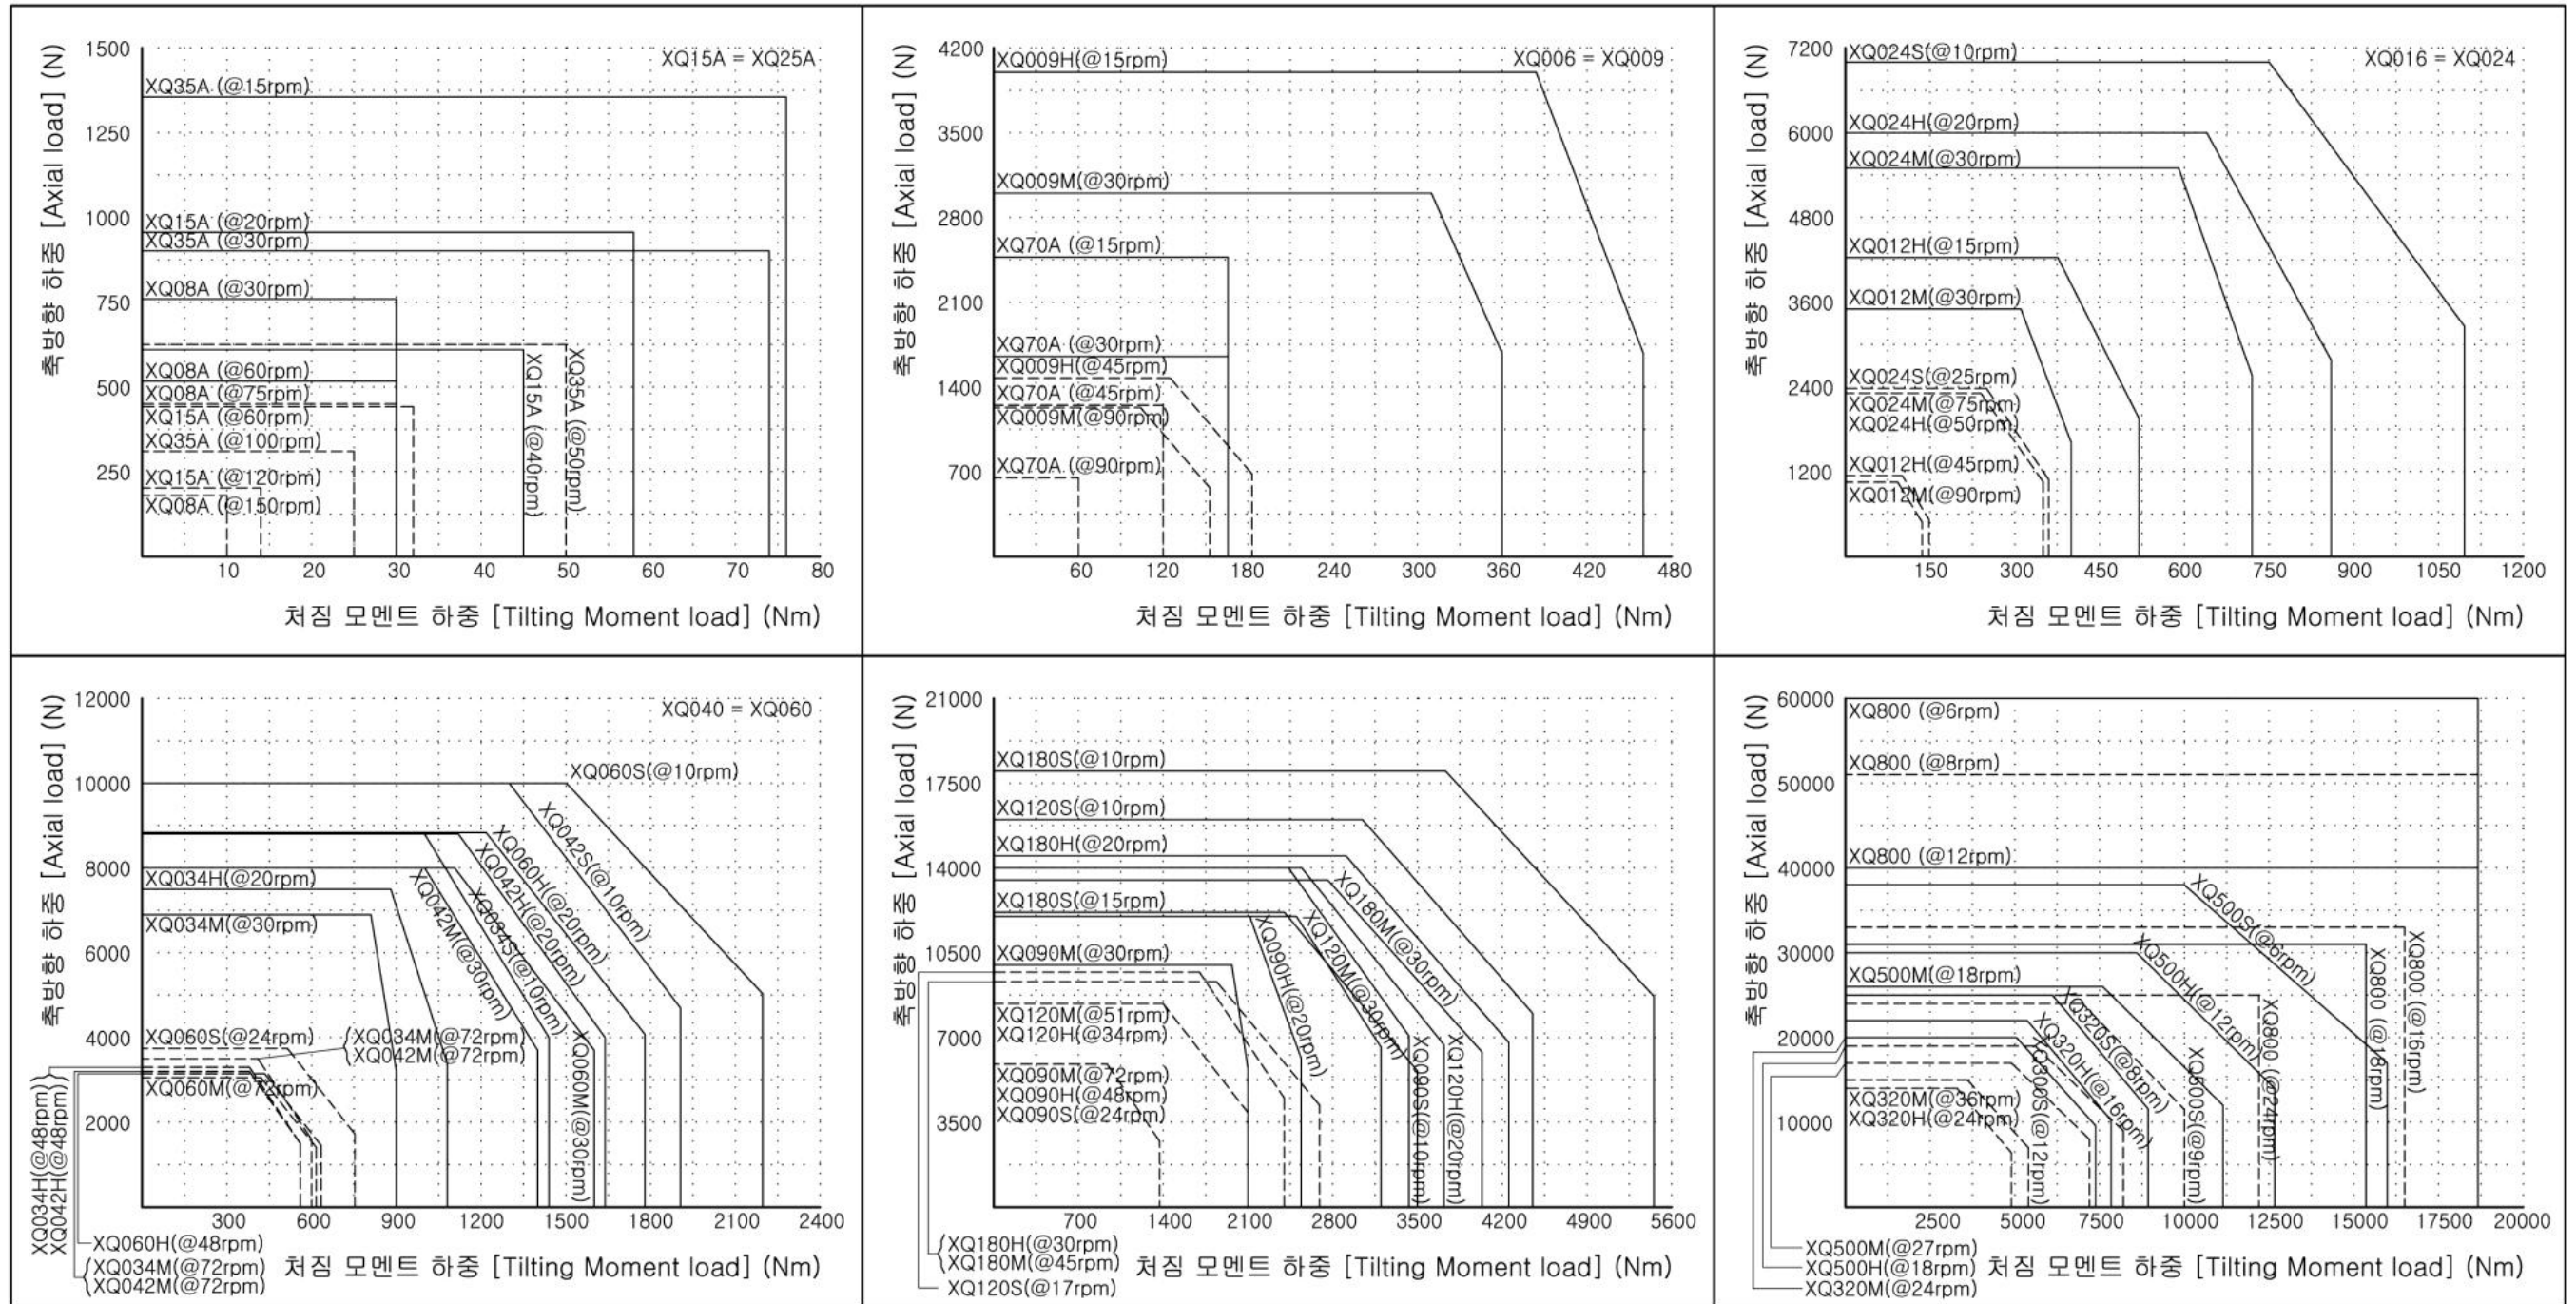 축방향 하중 [Axial load] (N)
1500
1250
1000
750
500
250
XQ15A = XQ25A
XQ35A (@15rpm)
XQ15A (@20rpm)
XQ35A (@30rpm)
XQ08A (@30rpm)
XQ08A (@60rpm)
XQ08A (@75rpm)
XQ15A (@60rpm)
XQ35A (@100rpm)
XQ15A (@120rpm)
XQ08A (@150rpm)
XQ15A (@40rpm)
XQ35A (@50rpm)
10 20 30 40 50 60 70 80
처짐 모멘트 하중 [Tilting Moment load] (Nm)
축방향 하중 [Axial load] (N)
4200
3500
2800
2100
1400
700
XQ006 = XQ009
XQ009H(@15rpm)
XQ009M(@30rpm)
XQ70A (@15rpm)
XQ70A (@30rpm)
XQ009H(@45rpm)
XQ70A (@45rpm)
XQ009M(@90rpm)
XQ70A (@90rpm)
60 120 180 240 300 360 420 480
처짐 모멘트 하중 [Tilting Moment load] (Nm)
축방향 하중 [Axial load] (N)
7200
6000
4800
3600
2400
1200
XQ016 = XQ024
XQ024S(@10rpm)
XQ024H(@20rpm)
XQ024M(@30rpm)
XQ012H(@15rpm)
XQ012M(@30rpm)
XQ024S(@25rpm)
XQ024M(@75rpm)
XQ024H(@50rpm)
XQ012H(@45rpm)
XQ012M(@90rpm)
150 300 450 600 750 900 1050 1200
처짐 모멘트 하중 [Tilting Moment load] (Nm)
축방향 하중 [Axial load] (N)
12000
10000
8000
6000
4000
2000
XQ040 = XQ060
XQ060S(@10rpm)
XQ042S(@10rpm)
XQ060H(@20rpm)
XQ042H(@20rpm)
XQ034S(@10rpm)
XQ042M(@30rpm)
XQ060M(@30rpm)
XQ034H(@20rpm)
XQ034M(@30rpm)
XQ060S(@24rpm)
XQ034M(@72rpm)
XQ042M(@72rpm)
XQ060M(@72rpm)
XQ034H(@48rpm)
XQ042H(@48rpm)
300 600 900 1200 1500 1800 2100 2400
XQ060H(@48rpm)
XQ034M(@72rpm)
XQ042M(@72rpm)
처짐 모멘트 하중 [Tilting Moment load] (Nm)
축방향 하중 [Axial load] (N)
21000
17500
14000
10500
7000
3500
XQ180S(@10rpm)
XQ120S(@10rpm)
XQ180H(@20rpm)
XQ180S(@15rpm)
XQ090M(@30rpm)
XQ120M(@51rpm)
XQ120H(@34rpm)
XQ090M(@72rpm)
XQ090H(@48rpm)
XQ090S(@24rpm)
XQ090H(@20rpm)
XQ120M(@30rpm)
XQ180M(@30rpm)
XQ090S(@10rpm)
XQ120H(@20rpm)
700 1400 2100 2800 3500 4200 4900 5600
XQ180H(@30rpm)
XQ180M(@45rpm)
XQ120S(@17rpm)
처짐 모멘트 하중 [Tilting Moment load] (Nm)
축방향 하중 [Axial load] (N)
60000
50000
40000
30000
20000
10000
XQ800 (@6rpm)
XQ800 (@8rpm)
XQ800 (@12rpm)
XQ500M(@18rpm)
XQ320M(@36rpm)
XQ320H(@24rpm)
XQ500S(@6rpm)
XQ500H(@12rpm)
XQ320S(@8rpm)
XQ320H(@16rpm)
XQ300S(@12rpm)
XQ500S(@9rpm)
XQ800 (@24rpm)
XQ800 (@18rpm)
XQ800 (@16rpm)
2500 5000 7500 10000 12500 15000 17500 20000
XQ500M(@27rpm)
XQ500H(@18rpm)
XQ320M(@24rpm)
처짐 모멘트 하중 [Tilting Moment load] (Nm)